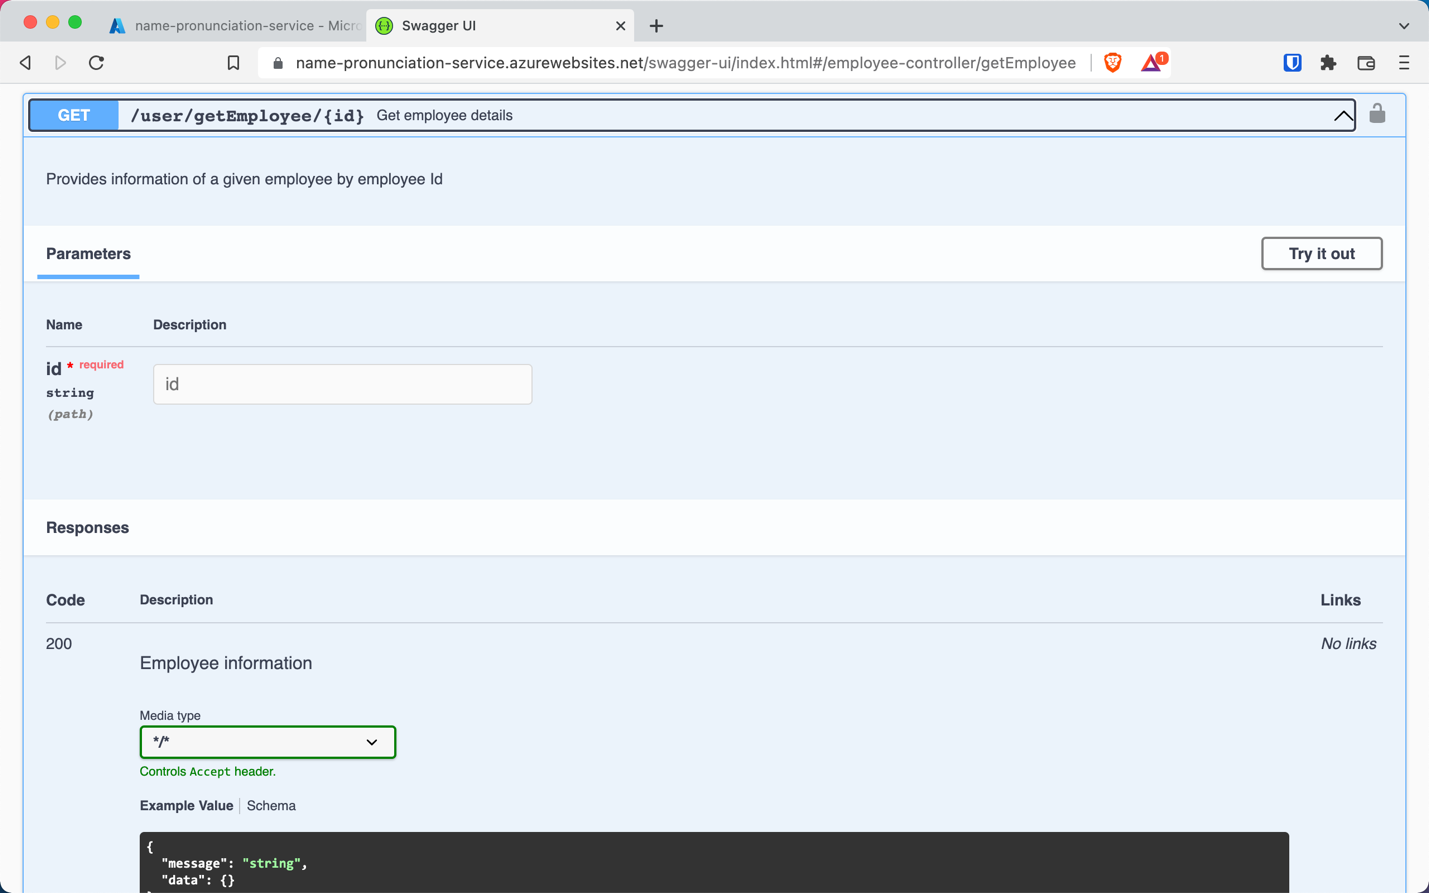 name-pronunciation-service - Micro
Swagger UI
name-pronunciation-service.azurewebsites.net/swagger-ui/index.html#/employee-controller/getEmployee
1
GET /user/getEmployee/{id} Get employee details
Provides information of a given employee by employee Id
Parameters
Try it out
Name Description
id * required
string
(path)
id
Responses
Code Description Links
200
Employee information
No links
Media type
*/*
Controls Accept header.
Example Value Schema
{
"message": "string",
"data": {}